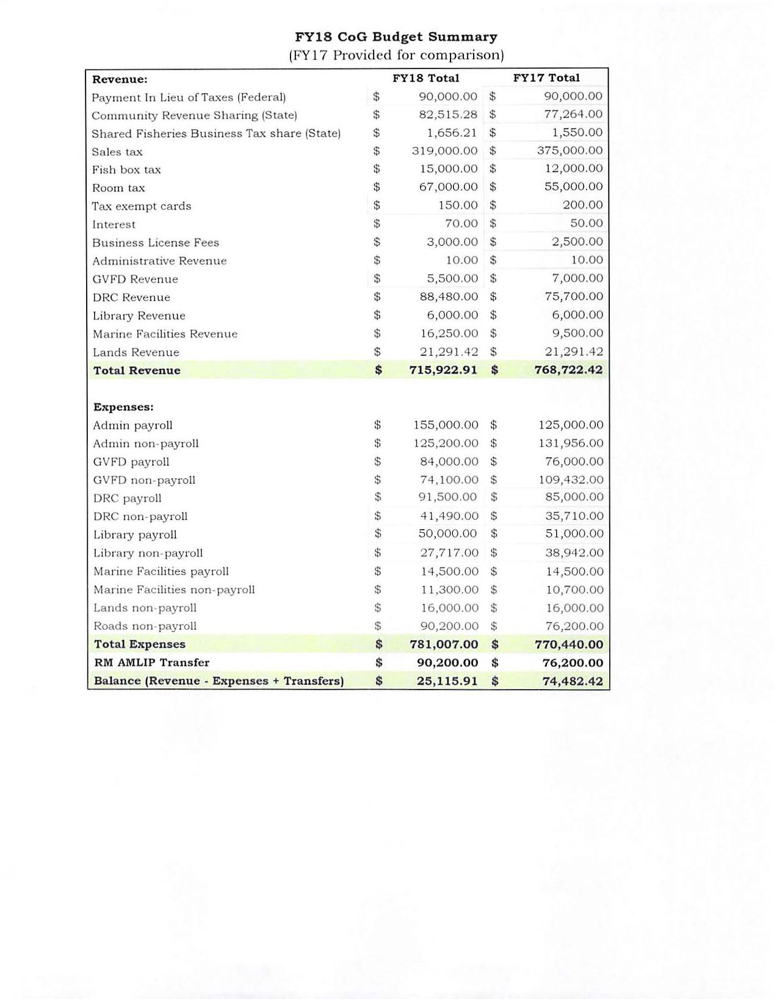 FY18 CoG Budget Summary
(FY17 Provided for comparison)
Revenue: FY18 Total FY17 Total
Payment In Lieu of Taxes (Federal) $ 90,000.00 $ 90,000.00
Community Revenue Sharing (State) $ 82,515.28 $ 77,264.00
Shared Fisheries Business Tax share (State) $ 1,656.21 $ 1,550.00
Sales tax $ 319,000.00 $ 375,000.00
Fish box tax $ 15,000.00 $ 12,000.00
Room tax $ 67,000.00 $ 55,000.00
Tax exempt cards $ 150.00 $ 200.00
Interest $ 70.00 $ 50.00
Business License Fees $ 3,000.00 $ 2,500.00
Administrative Revenue $ 10.00 $ 10.00
GVFD Revenue $ 5,500.00 $ 7,000.00
DRC Revenue $ 88,480.00 $ 75,700.00
Library Revenue $ 6,000.00 $ 6,000.00
Marine Facilities Revenue $ 16,250.00 $ 9,500.00
Lands Revenue $ 21,291.42 $ 21,291.42
Total Revenue $ 715,922.91 $ 768,722.42
Expenses:
Admin payroll $ 155,000.00 $ 125,000.00
Admin non-payroll $ 125,200.00 $ 131,956.00
GVFD payroll $ 84,000.00 $ 76,000.00
GVFD non-payroll $ 74,100.00 $ 109,432.00
DRC payroll $ 91,500.00 $ 85,000.00
DRC non-payroll $ 41,490.00 $ 35,710.00
Library payroll $ 50,000.00 $ 51,000.00
Library non-payroll $ 27,717.00 $ 38,942.00
Marine Facilities payroll $ 14,500.00 $ 14,500.00
Marine Facilities non-payroll $ 11,300.00 $ 10,700.00
Lands non-payroll $ 16,000.00 $ 16,000.00
Roads non-payroll $ 90,200.00 $ 76,200.00
Total Expenses $ 781,007.00 $ 770,440.00
RM AMLIP Transfer $ 90,200.00 $ 76,200.00
Balance (Revenue - Expenses + Transfers) $ 25,115.91 $ 74,482.42